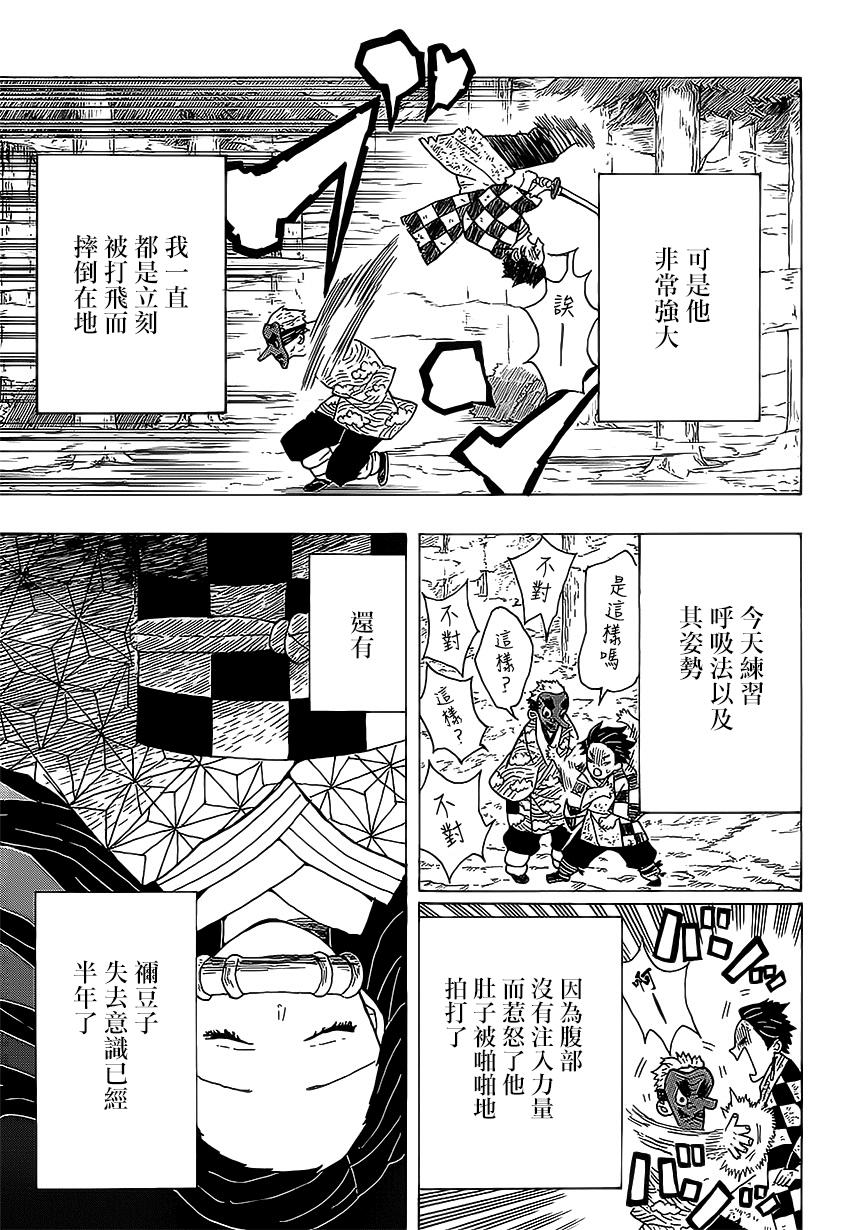 可是他
非常強大
誒ー
我一直
都是立刻
被打飛而
摔倒在地
今天練習
呼吸法以及
其姿勢
是這樣嗎
不對
這樣？
不對
這樣？
不對
因為腹部
沒有注入力量
而惹怒了他
肚子被啪啪地
拍打了
啊ー
還有
禰豆子
失去意識已經
半年了